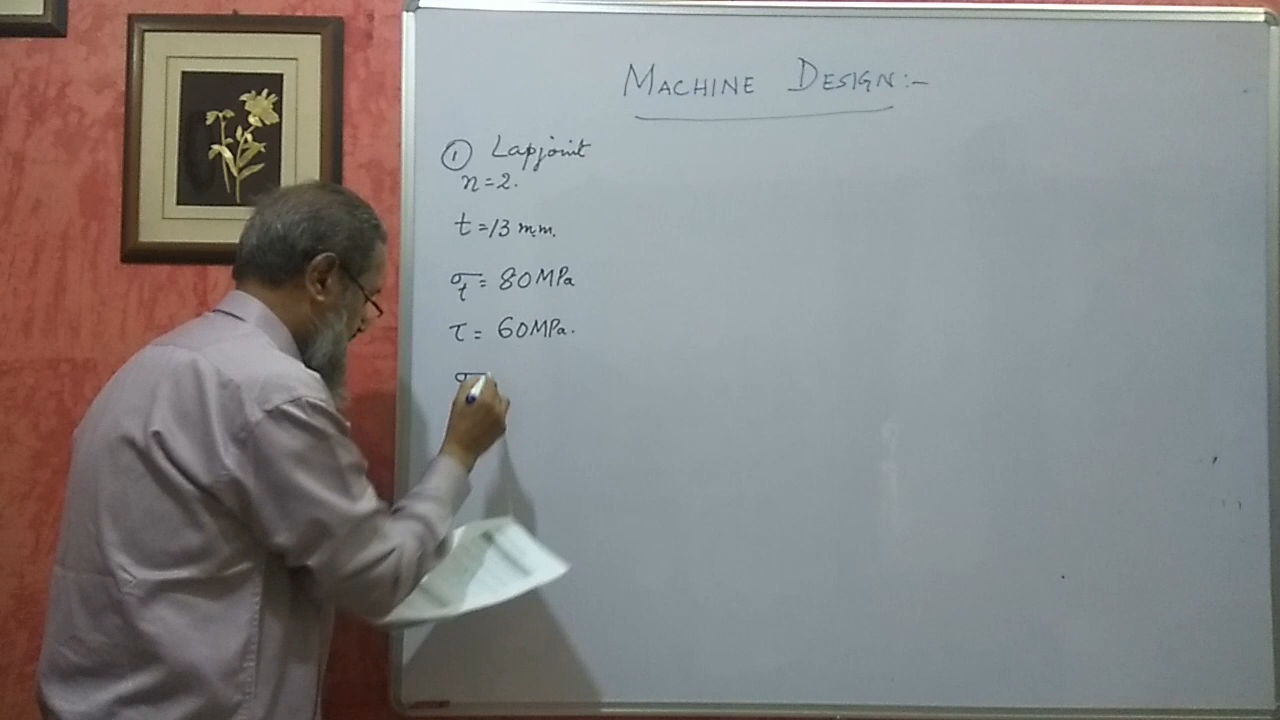 MACHINE DESIGN:-
① Lapjoint
n=2.
t=13 mm.
σt= 80MPa
τ= 60MPa.
σ